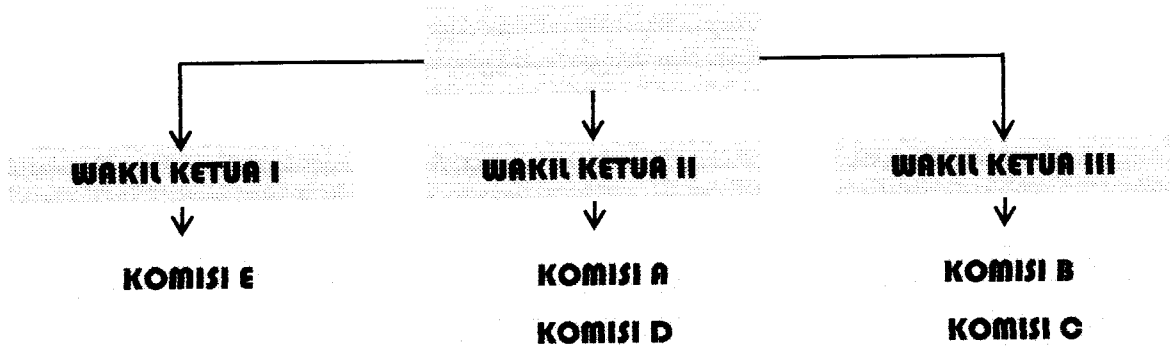 WAKIL KETUA I
WAKIL KETUA II
WAKIL KETUA III
KOMISI E
KOMISI A
KOMISI B
KOMISI D
KOMISI C